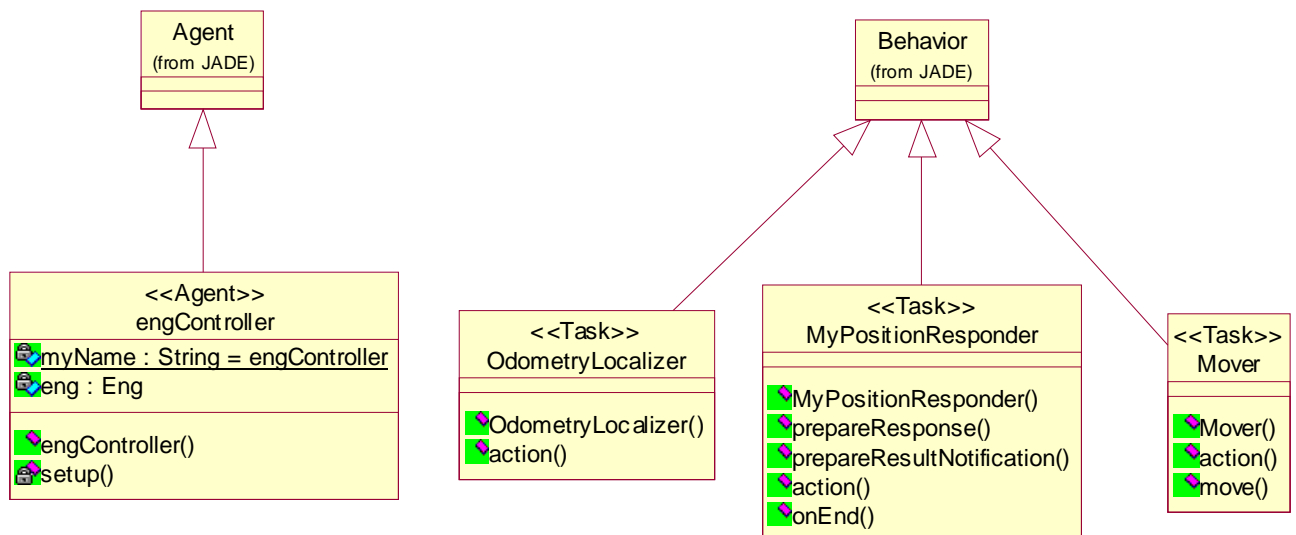 Agent
(from JADE)
<<Agent>>
engController
myName : String = engController
eng : Eng
engController()
setup()
Behavior
(from JADE)
<<Task>>
OdometryLocalizer
OdometryLocalizer()
action()
<<Task>>
MyPositionResponder
MyPositionResponder()
prepareResponse()
prepareResultNotification()
action()
onEnd()
<<Task>>
Mover
Mover()
action()
move()